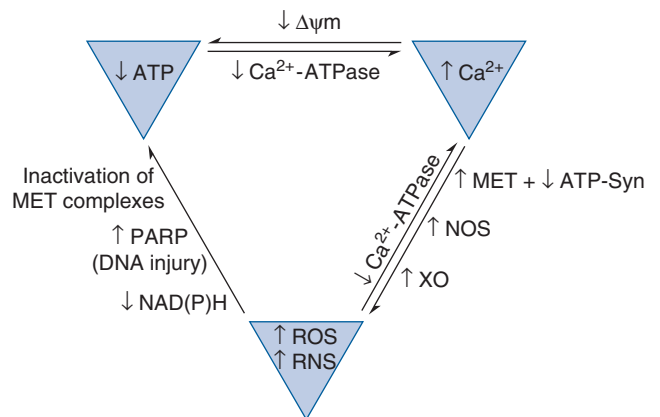 ↓ Δψm
↓ Ca²⁺-ATPase
↓ ATP
↑ Ca²⁺
Inactivation of
MET complexes
↑ PARP
(DNA injury)
↓ NAD(P)H
↓ Ca²⁺-ATPase
↑ MET + ↓ ATP-Syn
↑ NOS
↑ XO
↑ ROS
↑ RNS